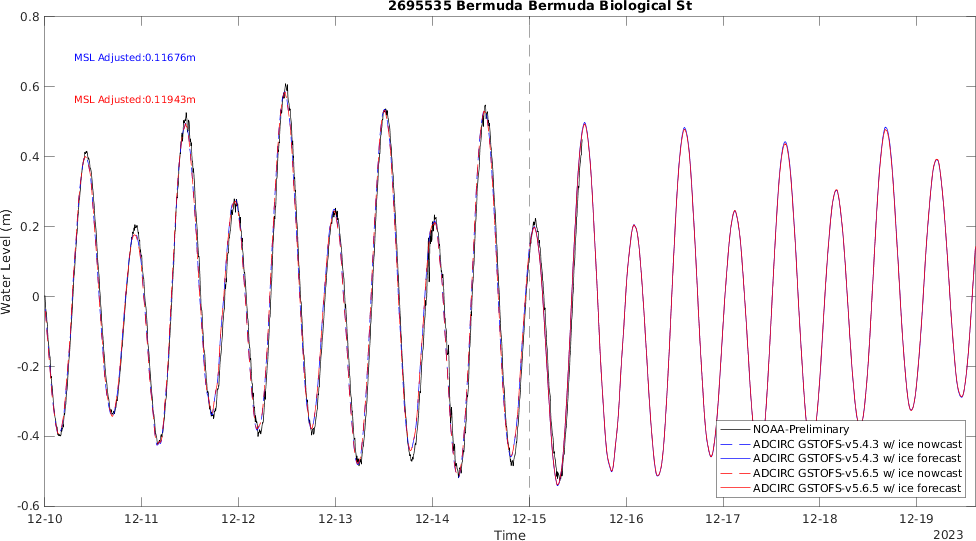 2695535 Bermuda Bermuda Biological St
0.8
MSL Adjusted:0.11676m
0.6
MSL Adjusted:0.11943m
0.4
0.2
0
-0.2
-0.4
-0.6
Water Level (m)
NOAA-Preliminary
ADCIRC GSTOFS-v5.4.3 w/ ice nowcast
ADCIRC GSTOFS-v5.4.3 w/ ice forecast
ADCIRC GSTOFS-v5.6.5 w/ ice nowcast
ADCIRC GSTOFS-v5.6.5 w/ ice forecast
12-10 12-11 12-12 12-13 12-14 12-15 12-16 12-17 12-18 12-19
Time
2023